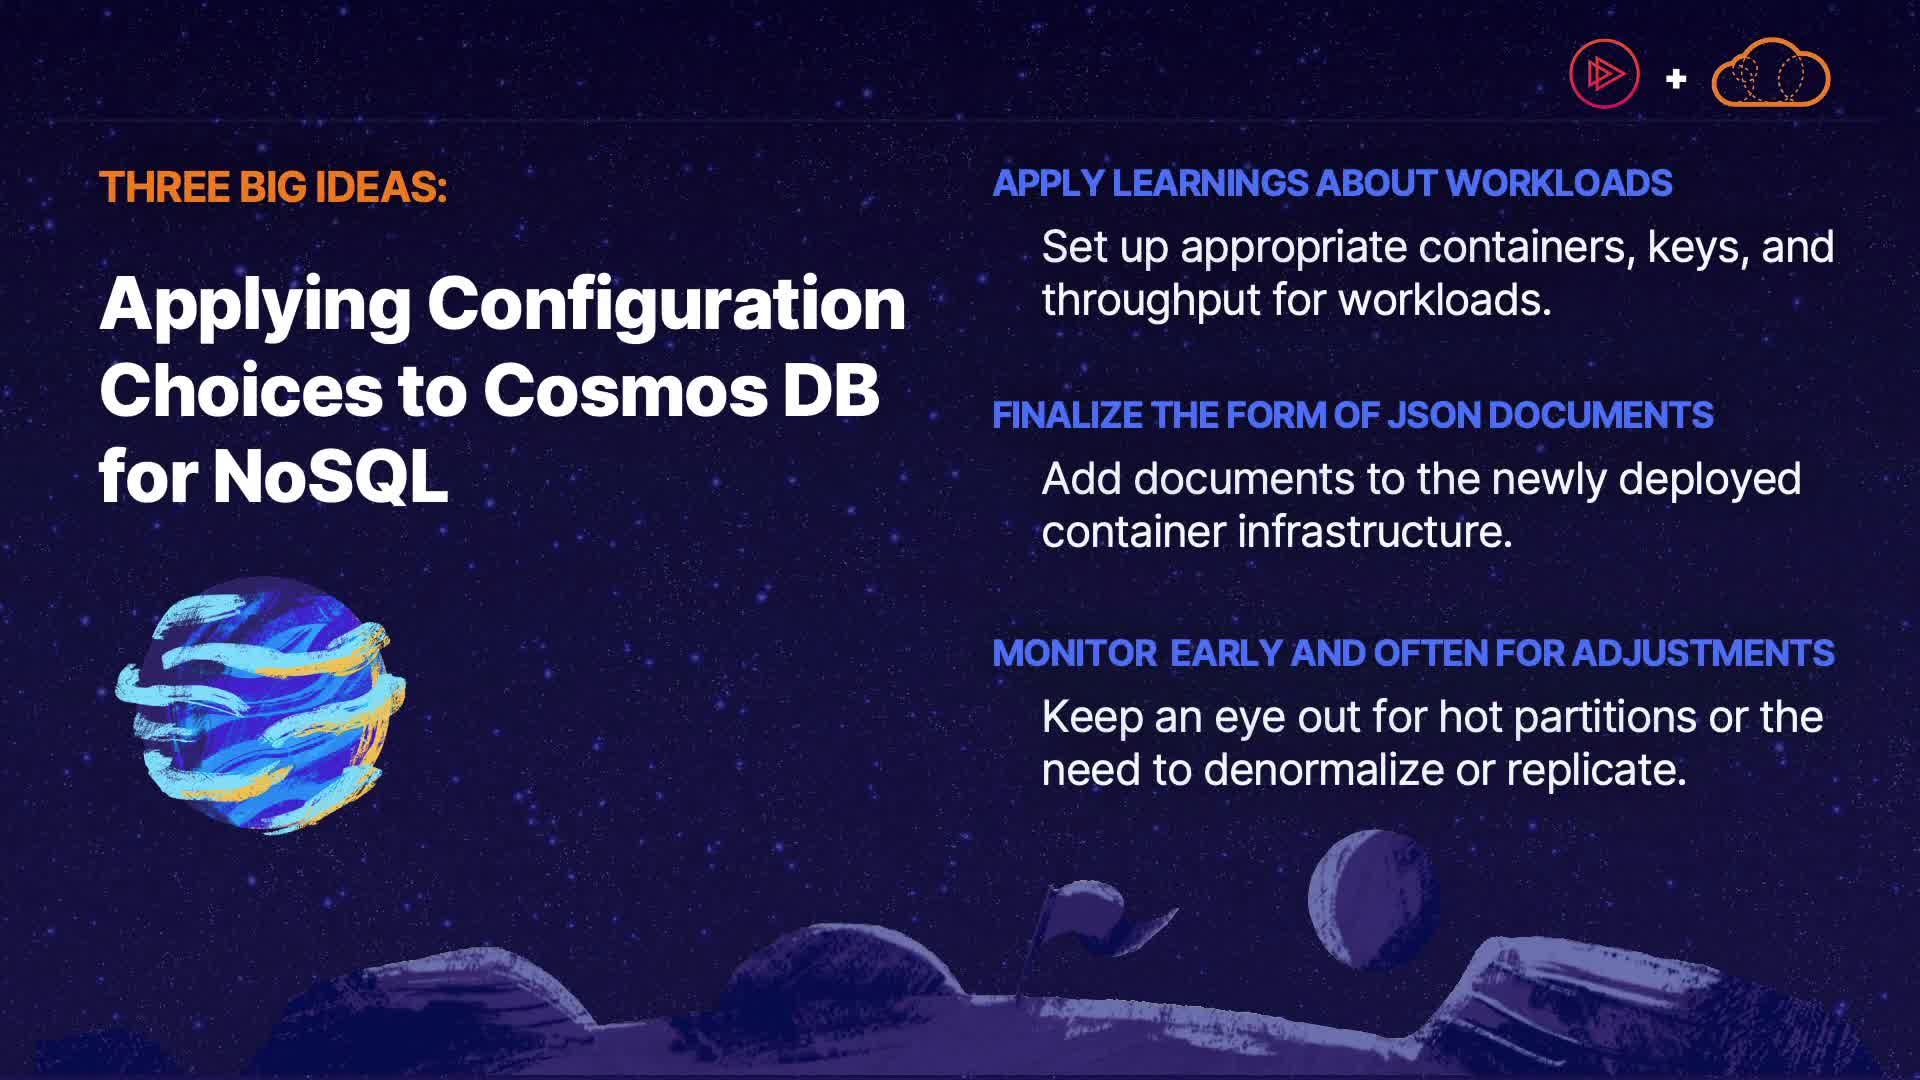 THREE BIG IDEAS:
Applying Configuration
Choices to Cosmos DB
for NoSQL
APPLY LEARNINGS ABOUT WORKLOADS
Set up appropriate containers, keys, and
throughput for workloads.
FINALIZE THE FORM OF JSON DOCUMENTS
Add documents to the newly deployed
container infrastructure.
MONITOR EARLY AND OFTEN FOR ADJUSTMENTS
Keep an eye out for hot partitions or the
need to denormalize or replicate.